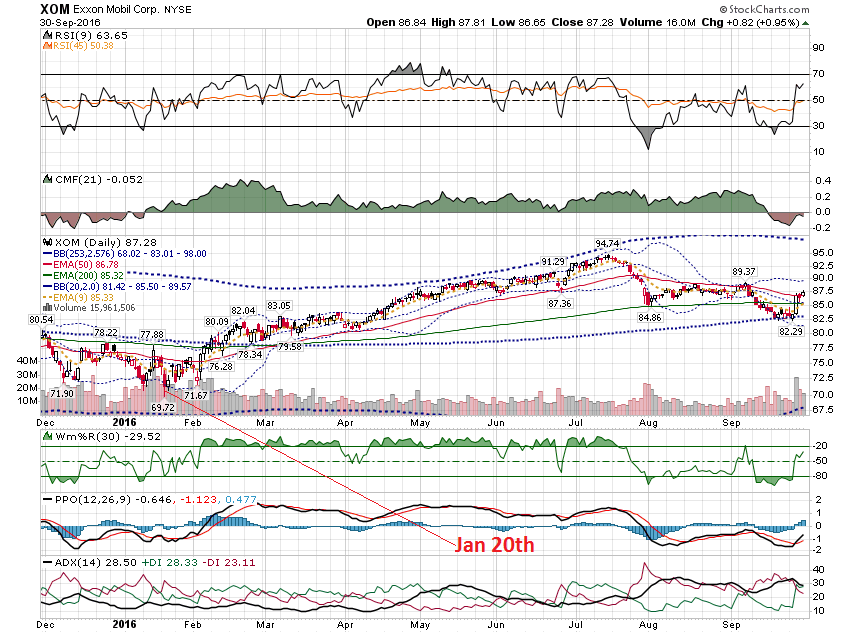 XOM Exxon Mobil Corp. NYSE © StockCharts.com
30-Sep-2016 Open 86.84 High 87.81 Low 86.65 Close 87.28 Volume 16.0M Chg +0.82 (+0.95%)
RSI(9) 63.65
RSI(45) 50.38
90
70
50
30
10
CMF(21) -0.052
0.4
0.2
0.0
-0.2
XOM (Daily) 87.28
BB(253,2.576) 68.02 - 83.01 - 98.00
EMA(50) 86.78
EMA(200) 85.32
BB(20,2.0) 81.42 - 85.50 - 89.57
EMA(9) 85.33
Volume 15,961,506
94.74
91.29
89.37
87.36
84.86
82.29
80.54
78.22
77.88
80.09
82.04
83.05
79.58
78.34
76.28
71.90
69.72
71.67
95.0
92.5
90.0
87.5
85.0
82.5
80.0
77.5
75.0
72.5
70.0
67.5
40M
30M
20M
10M
Dec 2016 Feb Mar Apr May Jun Jul Aug Sep
Wm%R(30) -29.52
-20
-50
-80
PPO(12,26,9) -0.646, -1.123, 0.477
2
1
0
-1
-2
Jan 20th
ADX(14) 28.50 +DI 28.33 -DI 23.11
40
30
20
10
Dec 2016 Feb Mar Apr May Jun Jul Aug Sep